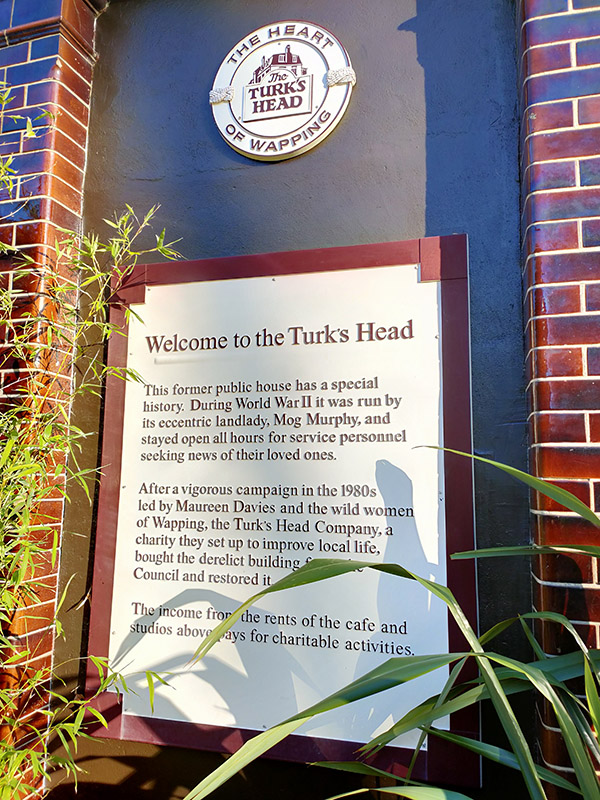 THE HEART
The
TURK'S
HEAD
OF WAPPING
Welcome to the Turk's Head
This former public house has a special
history. During World War II it was run by
its eccentric landlady, Mog Murphy, and
stayed open all hours for service personnel
seeking news of their loved ones.
After a vigorous campaign in the 1980s
led by Maureen Davies and the wild women
of Wapping, the Turk's Head Company, a
charity they set up to improve local life,
bought the derelict building
Council and restored it
The income from the rents of the cafe and
studios above pays for charitable activities.